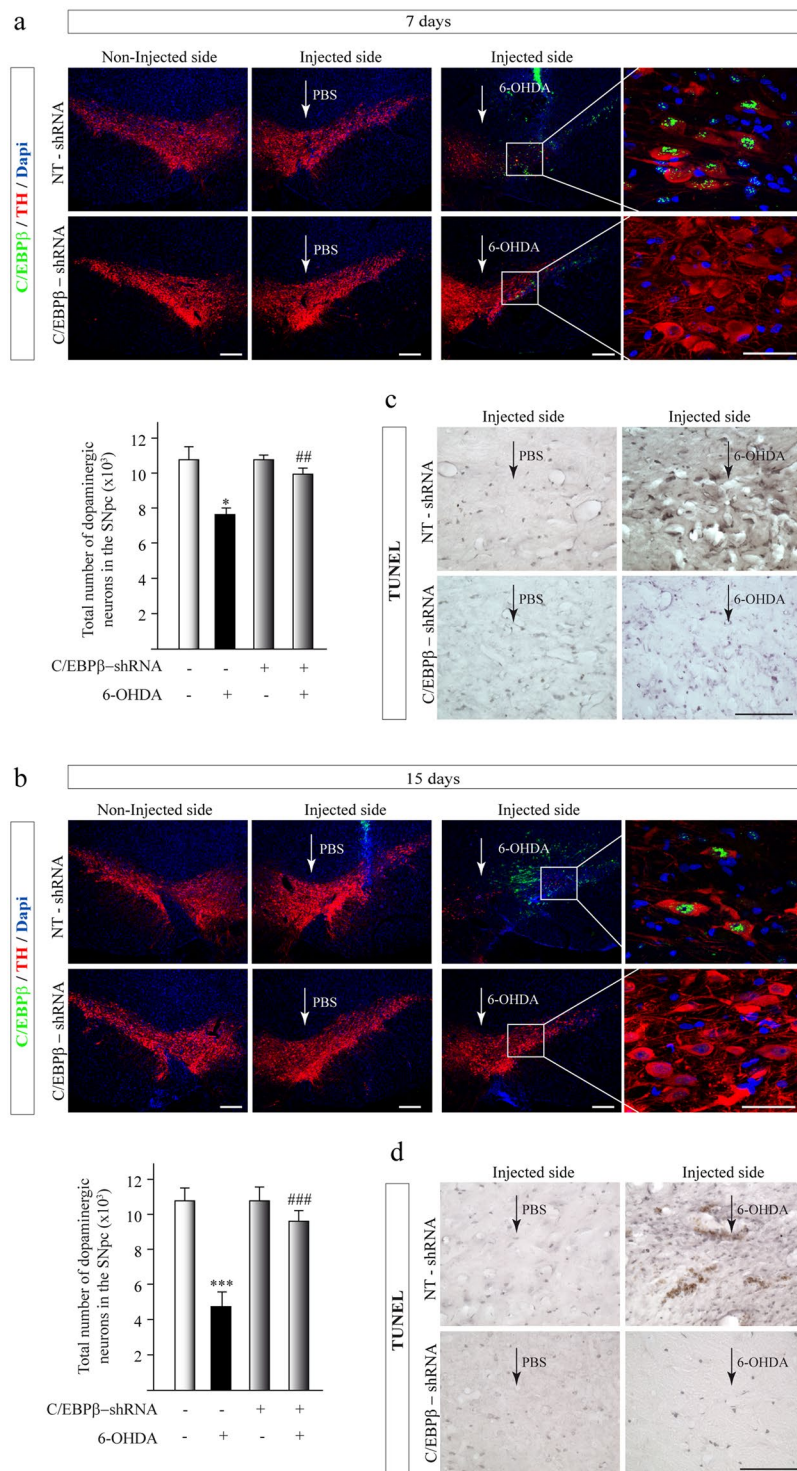 a
7 days
Non-Injected side
Injected side
Injected side
C/EBPβ / TH / Dapi
NT - shRNA
PBS
6-OHDA
C/EBPβ – shRNA
PBS
6-OHDA
Total number of dopaminergic
neurons in the SNpc (x10³)
12
10
8
6
4
2
*
##
C/EBPβ–shRNA - - + +
6-OHDA - + - +
c
Injected side
Injected side
TUNEL
NT - shRNA
PBS
6-OHDA
C/EBPβ – shRNA
PBS
6-OHDA
b
15 days
Non-Injected side
Injected side
Injected side
C/EBPβ / TH / Dapi
NT - shRNA
PBS
6-OHDA
C/EBPβ – shRNA
PBS
6-OHDA
Total number of dopaminergic
neurons in the SNpc (x10³)
12
10
8
6
4
2
***
###
C/EBPβ–shRNA - - + +
6-OHDA - + - +
d
Injected side
Injected side
TUNEL
NT - shRNA
PBS
6-OHDA
C/EBPβ – shRNA
PBS
6-OHDA